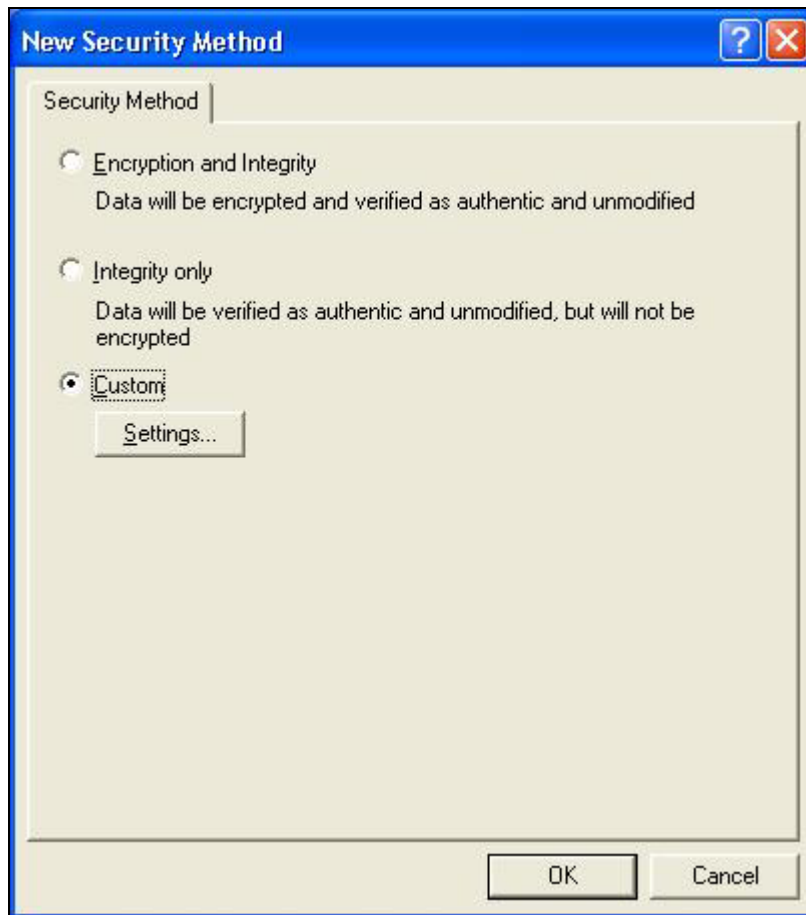 New Security Method
?
Security Method
Encryption and Integrity
Data will be encrypted and verified as authentic and unmodified
Integrity only
Data will be verified as authentic and unmodified, but will not be
encrypted
Custom
Settings...
OK
Cancel